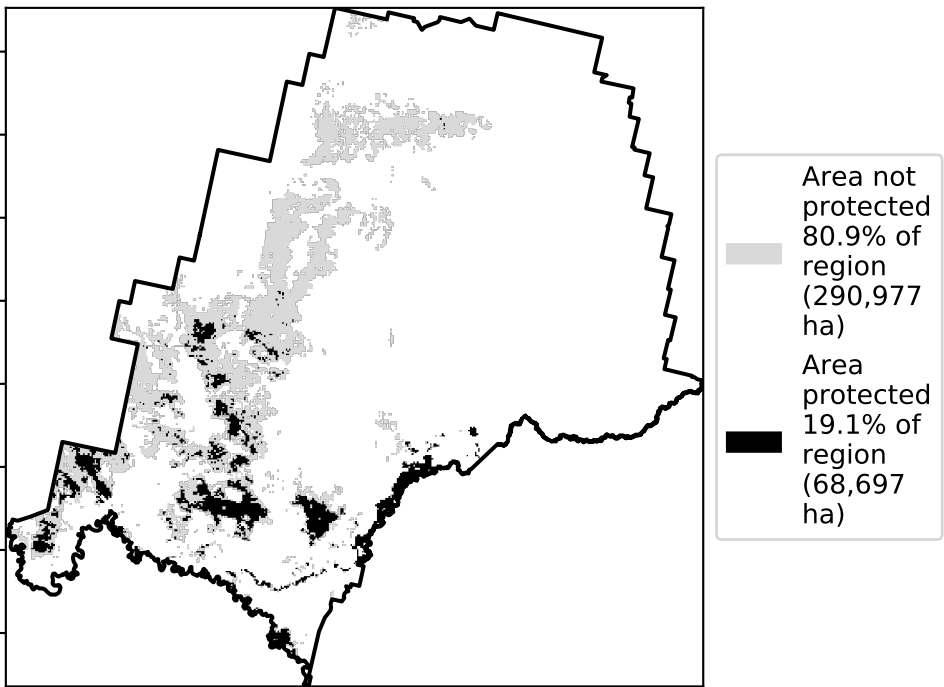 Area not
protected
80.9% of
region
(290,977
ha)
Area
protected
19.1% of
region
(68,697
ha)